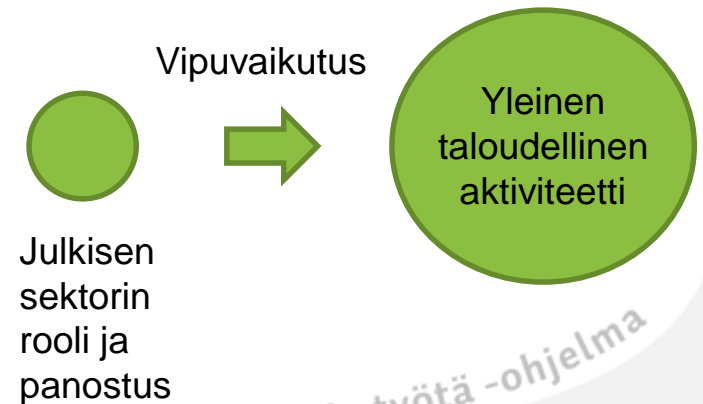 Vipuvaikutus
Yleinen
taloudellinen
aktiviteetti
Julkisen
sektorin
rooli ja
panostus
-ohjelma